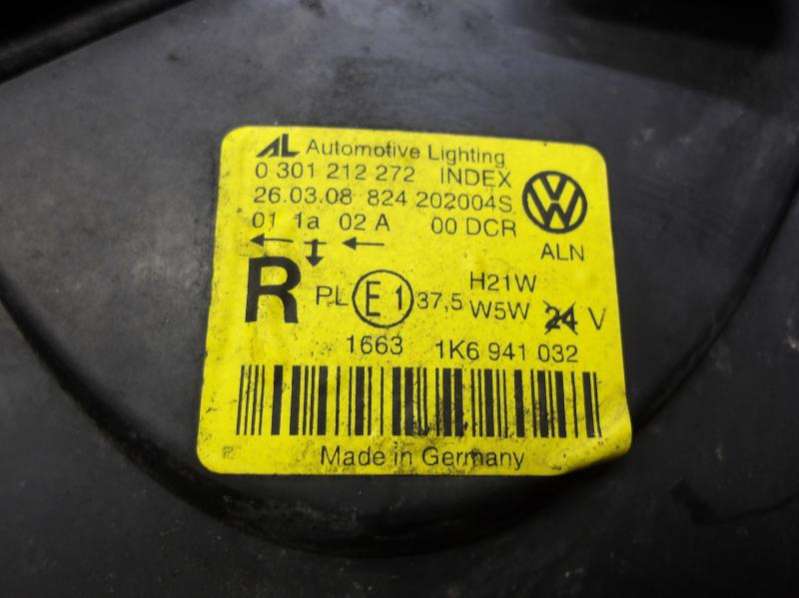 AL Automotive Lighting
0 301 212 272 INDEX
26.03.08 824 202004S
01 1a 02 A 00 DCR
ALN
R PL E1 37,5 H21W
W5W 24 V
1663 1K6 941 032
Made in Germany